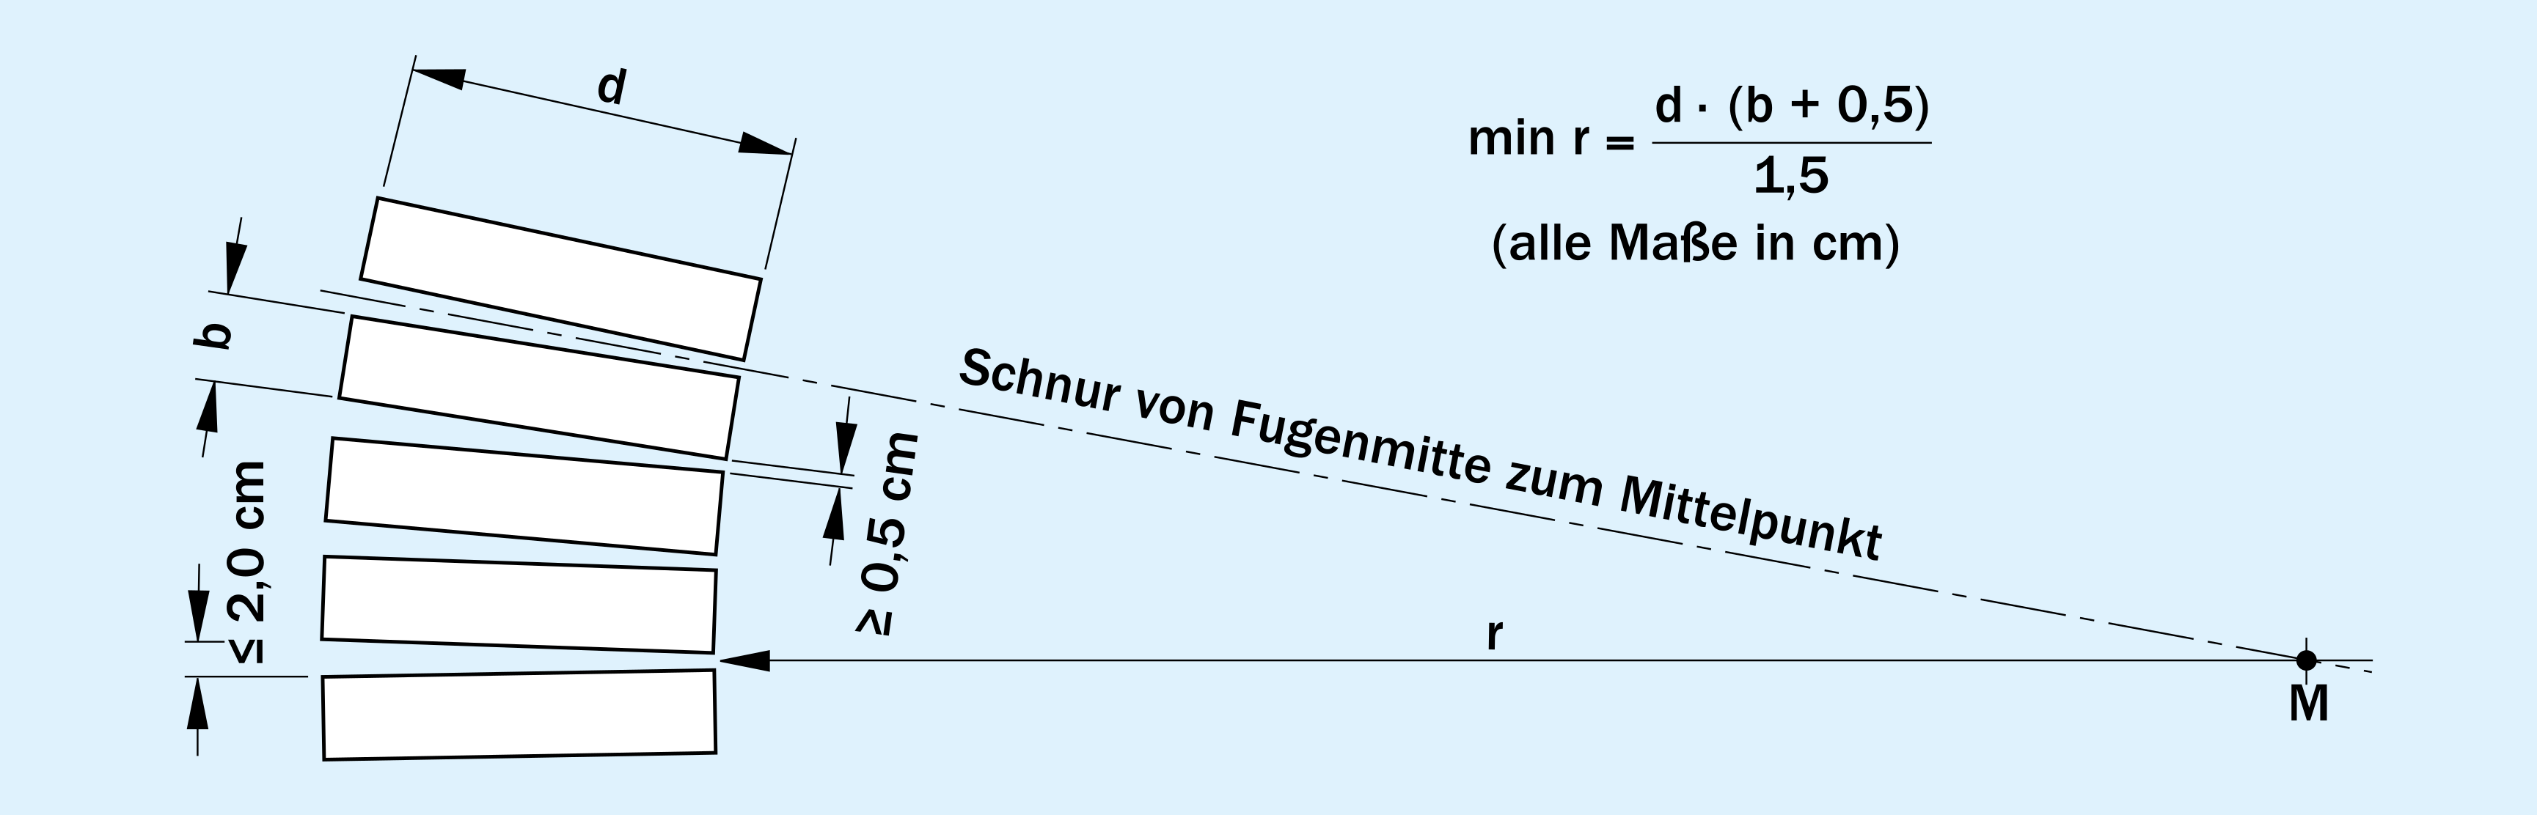 d
min r = d · (b + 0,5) / 1,5
(alle Maße in cm)
b
≤ 2,0 cm
≥ 0,5 cm
Schnur von Fugenmitte zum Mittelpunkt
r
M